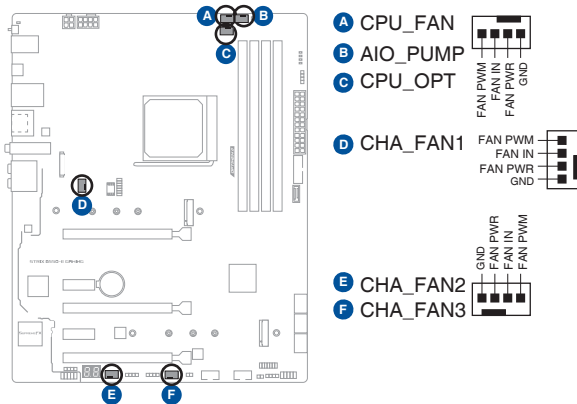 A B
C
D
E F
A CPU_FAN
B AIO_PUMP
C CPU_OPT
FAN PWM
FAN IN
FAN PWR
GND
D CHA_FAN1
FAN PWM
FAN IN
FAN PWR
GND
E CHA_FAN2
F CHA_FAN3
GND
FAN PWR
FAN IN
FAN PWM